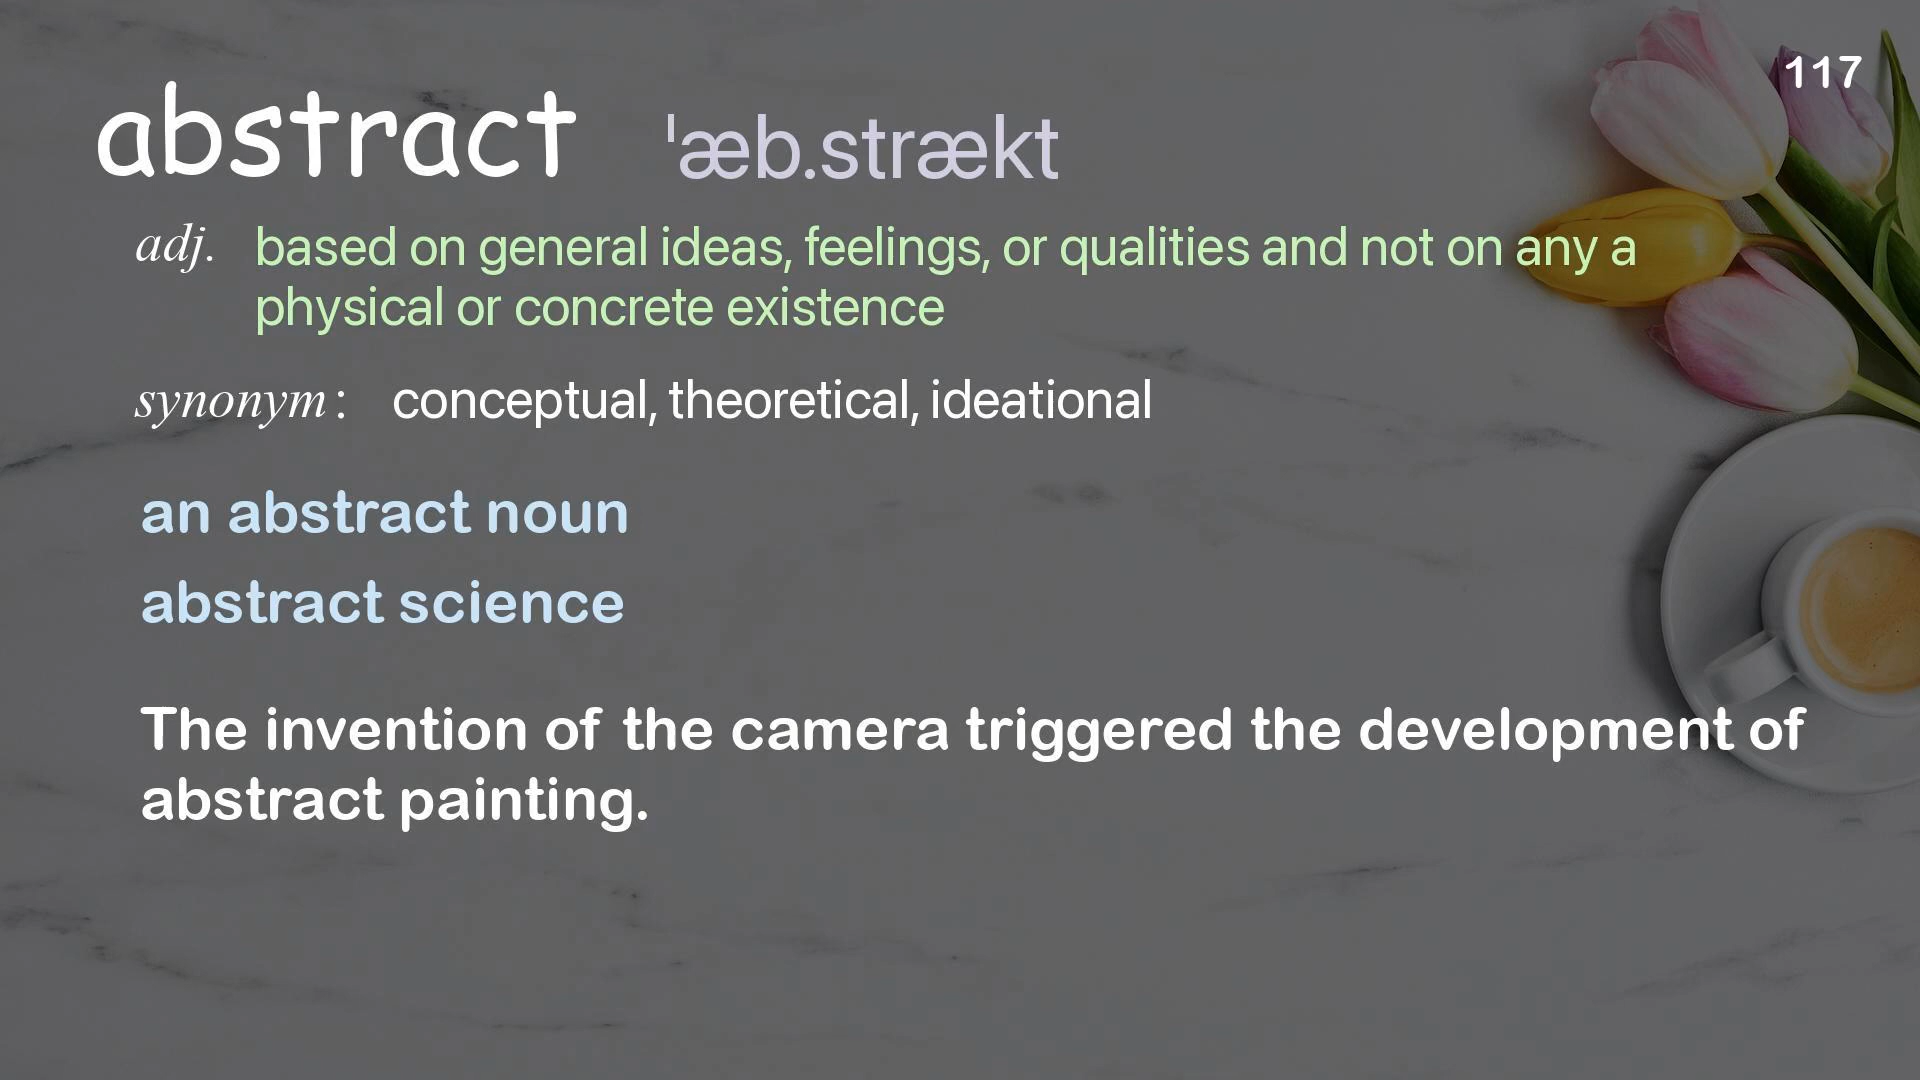 117
abstract ˈæb.strækt
adj. based on general ideas, feelings, or qualities and not on any a
physical or concrete existence
synonym : conceptual, theoretical, ideational
an abstract noun
abstract science
The invention of the camera triggered the development of
abstract painting.